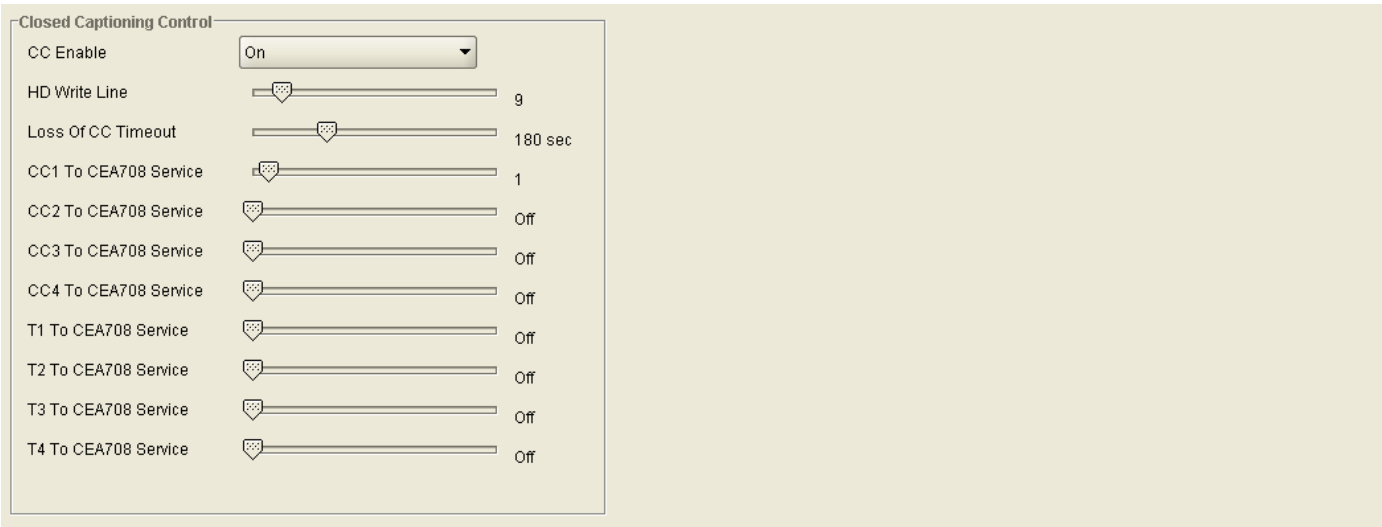 Closed Captioning Control
CC Enable On
HD Write Line 9
Loss Of CC Timeout 180 sec
CC1 To CEA708 Service 1
CC2 To CEA708 Service Off
CC3 To CEA708 Service Off
CC4 To CEA708 Service Off
T1 To CEA708 Service Off
T2 To CEA708 Service Off
T3 To CEA708 Service Off
T4 To CEA708 Service Off